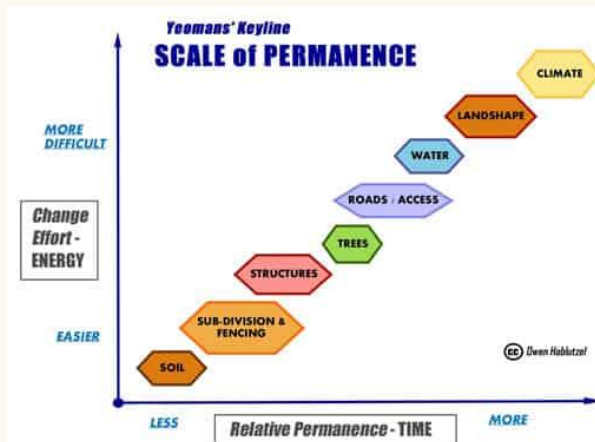 Yeomans' Keyline
SCALE of PERMANENCE
CLIMATE
LANDSHAPE
MORE
DIFFICULT
WATER
ROADS / ACCESS
Change
Effort -
ENERGY
TREES
STRUCTURES
SUB-DIVISION &
FENCING
EASIER
cc Owen Hablutzel
SOIL
LESS
Relative Permanence - TIME
MORE